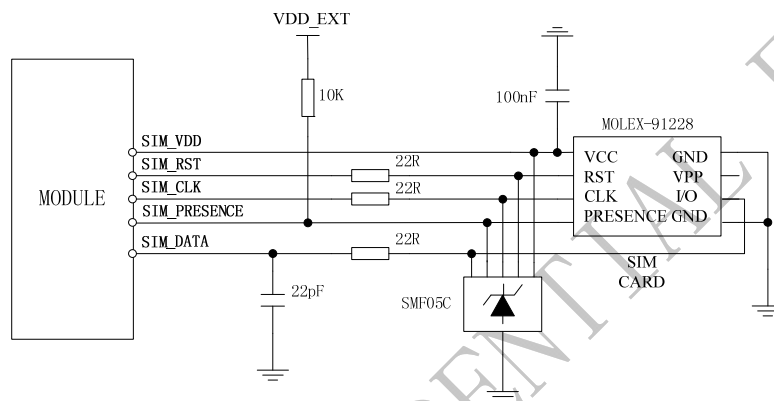 VDD_EXT
10K
100nF
MOLEX-91228
SIM_VDD
SIM_RST
22R
SIM_CLK
22R
SIM_PRESENCE
SIM_DATA
22R
MODULE
VCC GND
RST VPP
CLK I/O
PRESENCE GND
SIM
CARD
22pF
SMF05C
ENTIAL